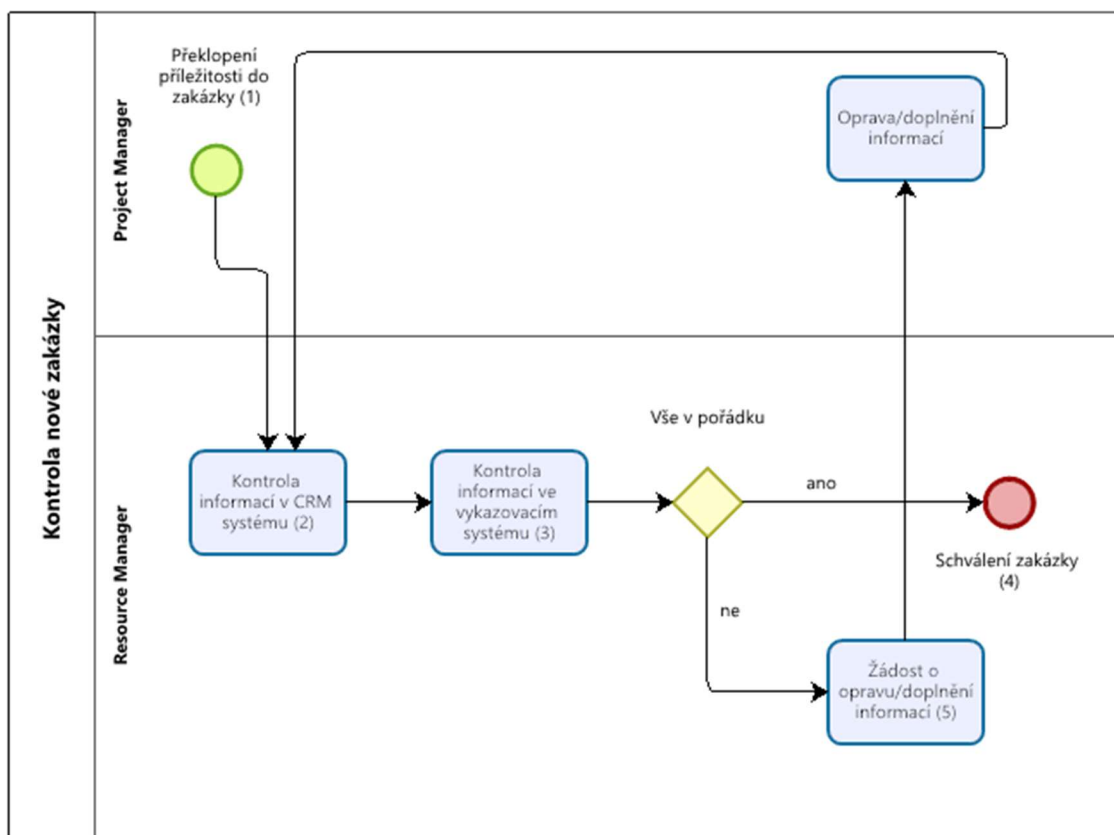 Kontrola nové zakázky
Project Manager
Překlopení
příležitosti do
zakázky (1)
Oprava/doplnění
informací
Resource Manager
Kontrola
informací v CRM
systému (2)
Kontrola
informací ve
vykazovacím
systému (3)
Vše v pořádku
ano
Schválení zakázky
(4)
ne
Žádost o
opravu/doplnění
informací (5)